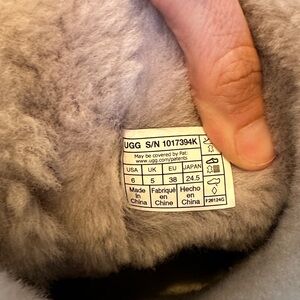 UGG S/N 1017394K
May be covered by Pat:
www.ugg.com/patents
USA UK EU JAPAN
6 5 38 24.5
Made in China Fabriqué en Chine Hecho en China
F26124G